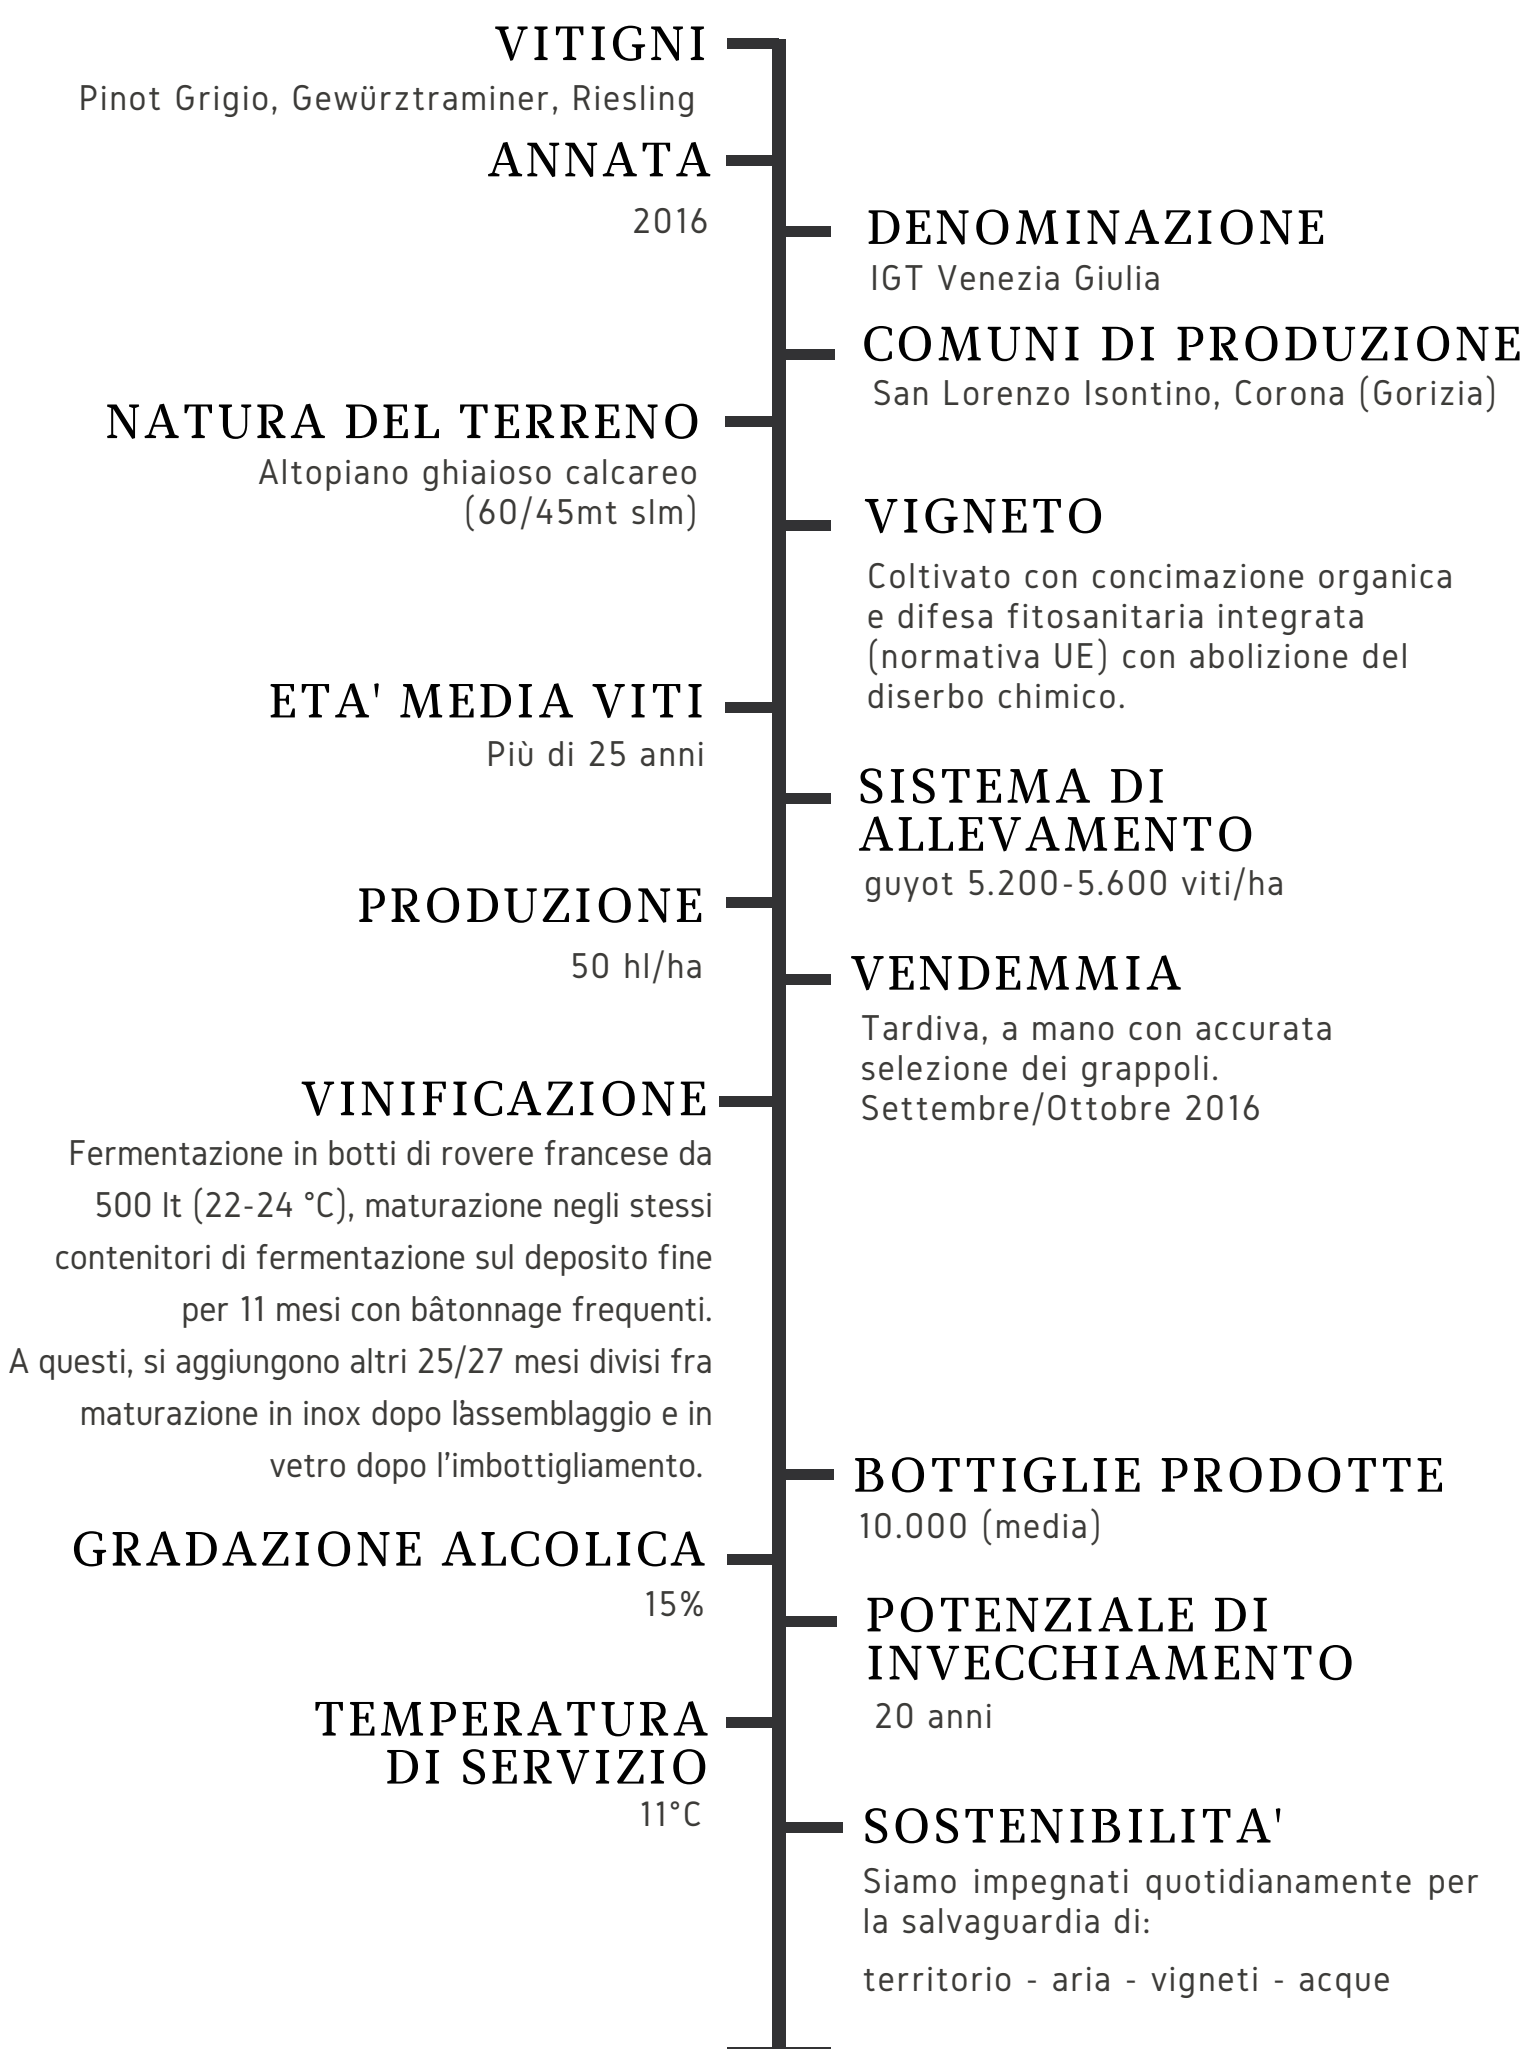 VITIGNI
Pinot Grigio, Gewürztraminer, Riesling
ANNATA
2016
DENOMINAZIONE
IGT Venezia Giulia
COMUNI DI PRODUZIONE
San Lorenzo Isontino, Corona (Gorizia)
NATURA DEL TERRENO
Altopiano ghiaioso calcareo
(60/45mt slm)
VIGNETO
Coltivato con concimazione organica
e difesa fitosanitaria integrata
(normativa UE) con abolizione del
diserbo chimico.
ETA' MEDIA VITI
Più di 25 anni
SISTEMA DI
ALLEVAMENTO
guyot 5.200-5.600 viti/ha
PRODUZIONE
50 hl/ha
VENDEMMIA
Tardiva, a mano con accurata
selezione dei grappoli.
Settembre/Ottobre 2016
VINIFICAZIONE
Fermentazione in botti di rovere francese da
500 lt (22-24 °C), maturazione negli stessi
contenitori di fermentazione sul deposito fine
per 11 mesi con bâtonnage frequenti.
A questi, si aggiungono altri 25/27 mesi divisi fra
maturazione in inox dopo l’assemblaggio e in
vetro dopo l’imbottigliamento.
BOTTIGLIE PRODOTTE
10.000 (media)
GRADAZIONE ALCOLICA
15%
POTENZIALE DI
INVECCHIAMENTO
20 anni
TEMPERATURA
DI SERVIZIO
11°C
SOSTENIBILITA'
Siamo impegnati quotidianamente per
la salvaguardia di:
territorio - aria - vigneti - acque